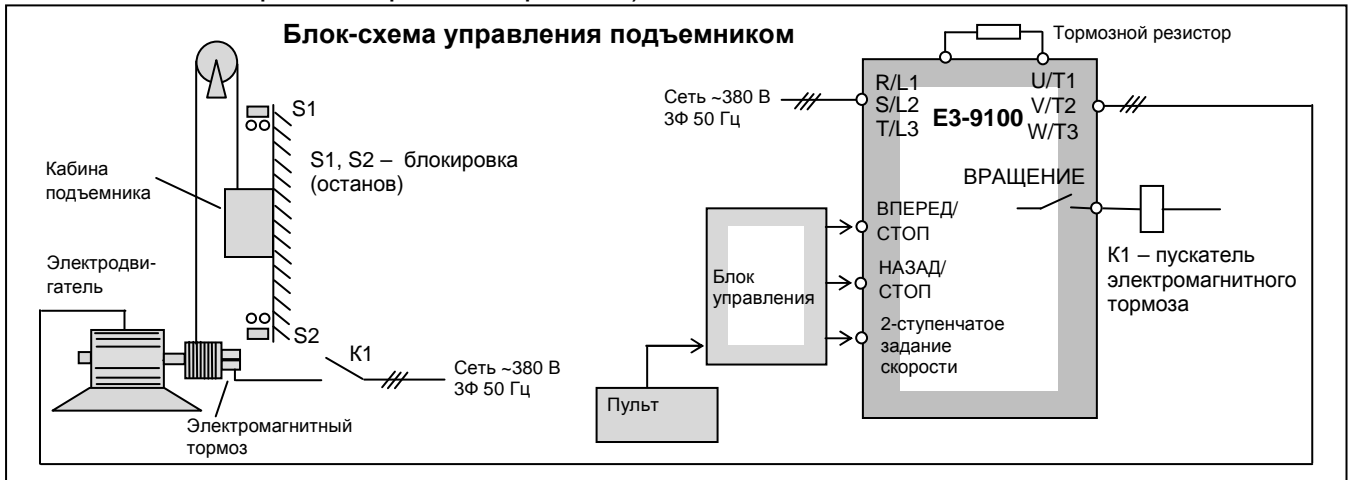 Блок-схема управления подъемником
Тормозной резистор
R/L1
S/L2
T/L3
U/T1
V/T2
W/T3
E3-9100
Сеть ~380 В
3Ф 50 Гц
S1
S1, S2 – блокировка
(останов)
Кабина
подъемника
Электродви-
гатель
S2
K1
Сеть ~380 В
3Ф 50 Гц
Электромагнитный
тормоз
ВРАЩЕНИЕ
ВПЕРЕД/
СТОП
НАЗАД/
СТОП
2-ступенчатое
задание
скорости
Блок
управления
Пульт
К1 – пускатель
электромагнитного
тормоза